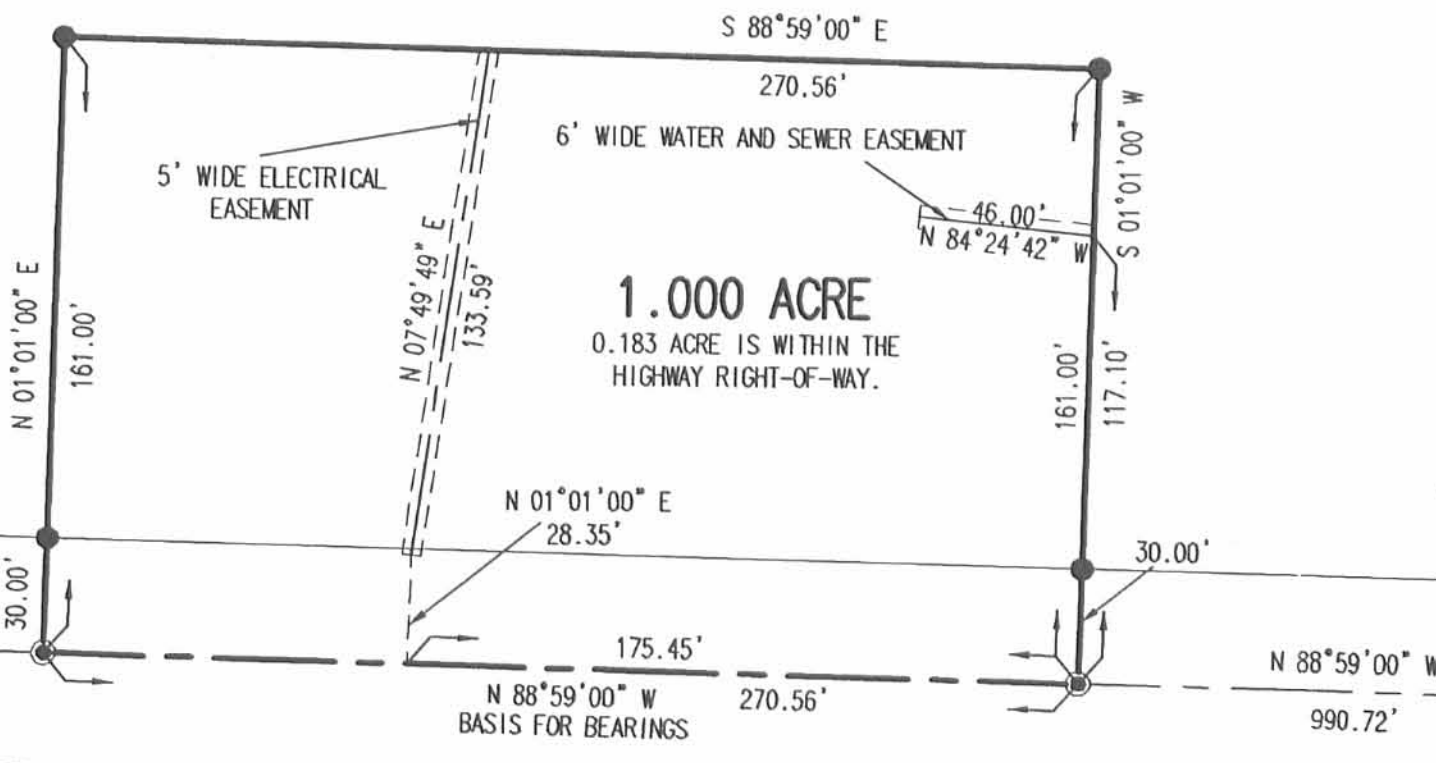 S 88°59'00" E
270.56'
6' WIDE WATER AND SEWER EASEMENT
5' WIDE ELECTRICAL
EASEMENT
46.00'
N 84°24'42" W
S 01°01'00" W
N 01°01'00" E
161.00'
N 07°49'49" E
133.59'
1.000 ACRE
0.183 ACRE IS WITHIN THE
HIGHWAY RIGHT-OF-WAY.
161.00'
117.10'
N 01°01'00" E
28.35'
30.00'
30.00'
175.45'
N 88°59'00" W
270.56'
BASIS FOR BEARINGS
N 88°59'00" W
990.72'